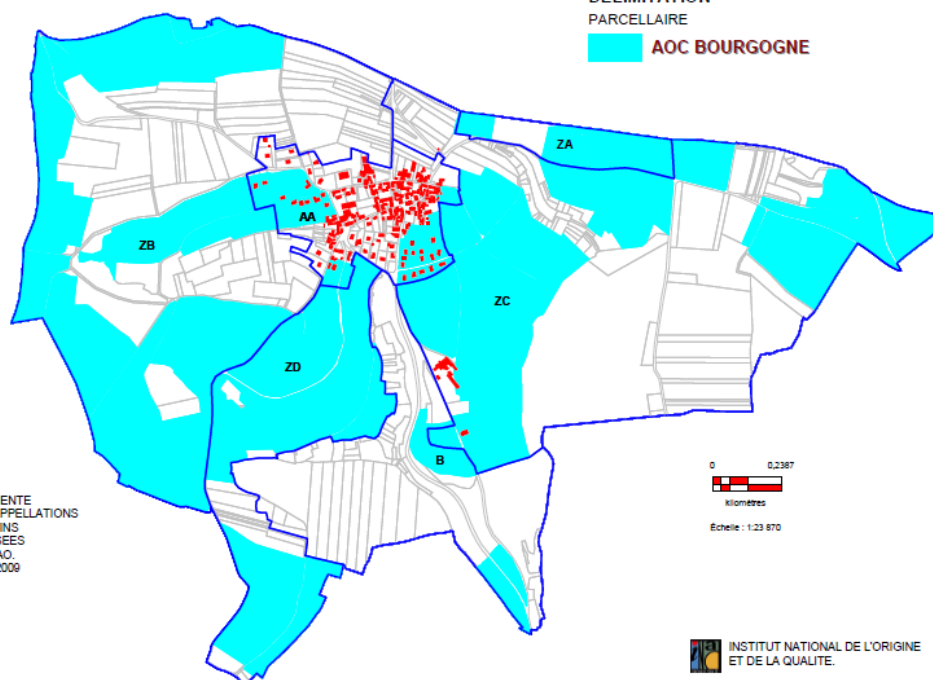 PARCELLAIRE
AOC BOURGOGNE
ZA
AA
ZB
ZC
ZD
B
0 0,2387
kilomètres
Échelle : 1:23 870
INSTITUT NATIONAL DE L'ORIGINE
ET DE LA QUALITE.